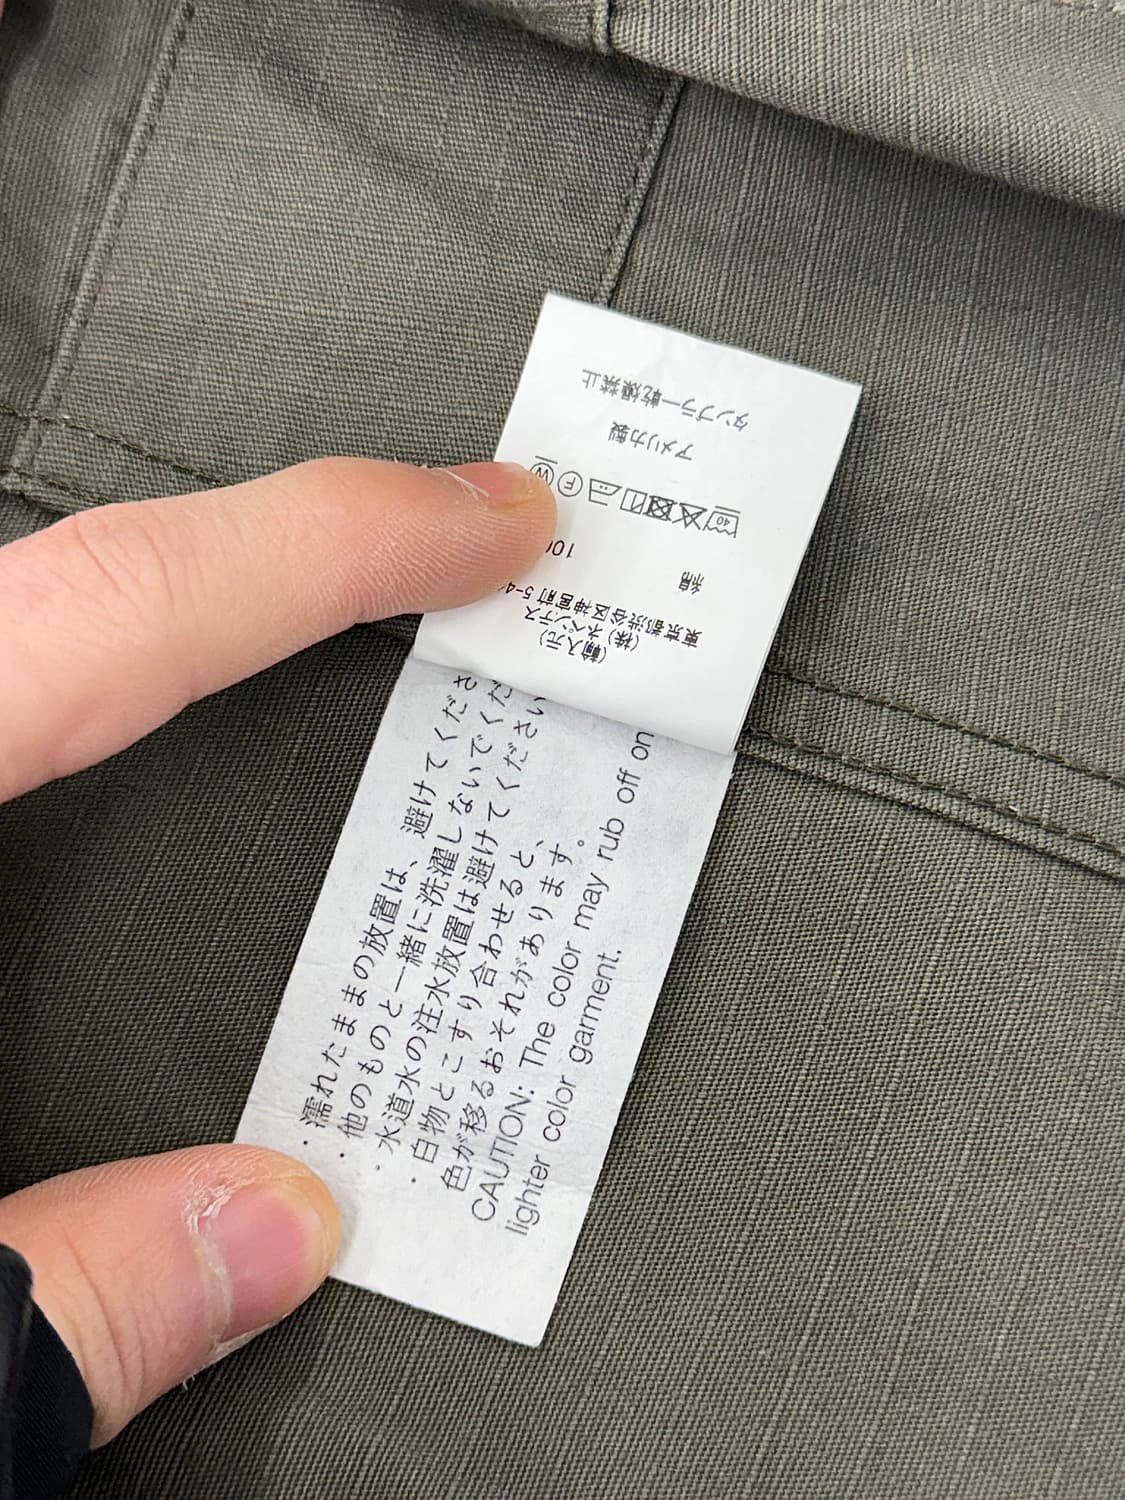 (輸入元)
(株)ネペンテス
東京都渋谷区神宮前5-4
綿 100
40 F W
アメリカ製
タンブラー乾燥禁止
・濡れたままの放置は、避けてくださ
・他のものと一緒に洗濯しないでくだ
・水道水の注水放置は避けてください
・白物とこすり合わせると、
色が移るおそれがあります。
CAUTION: The color may rub off on
lighter color garment.